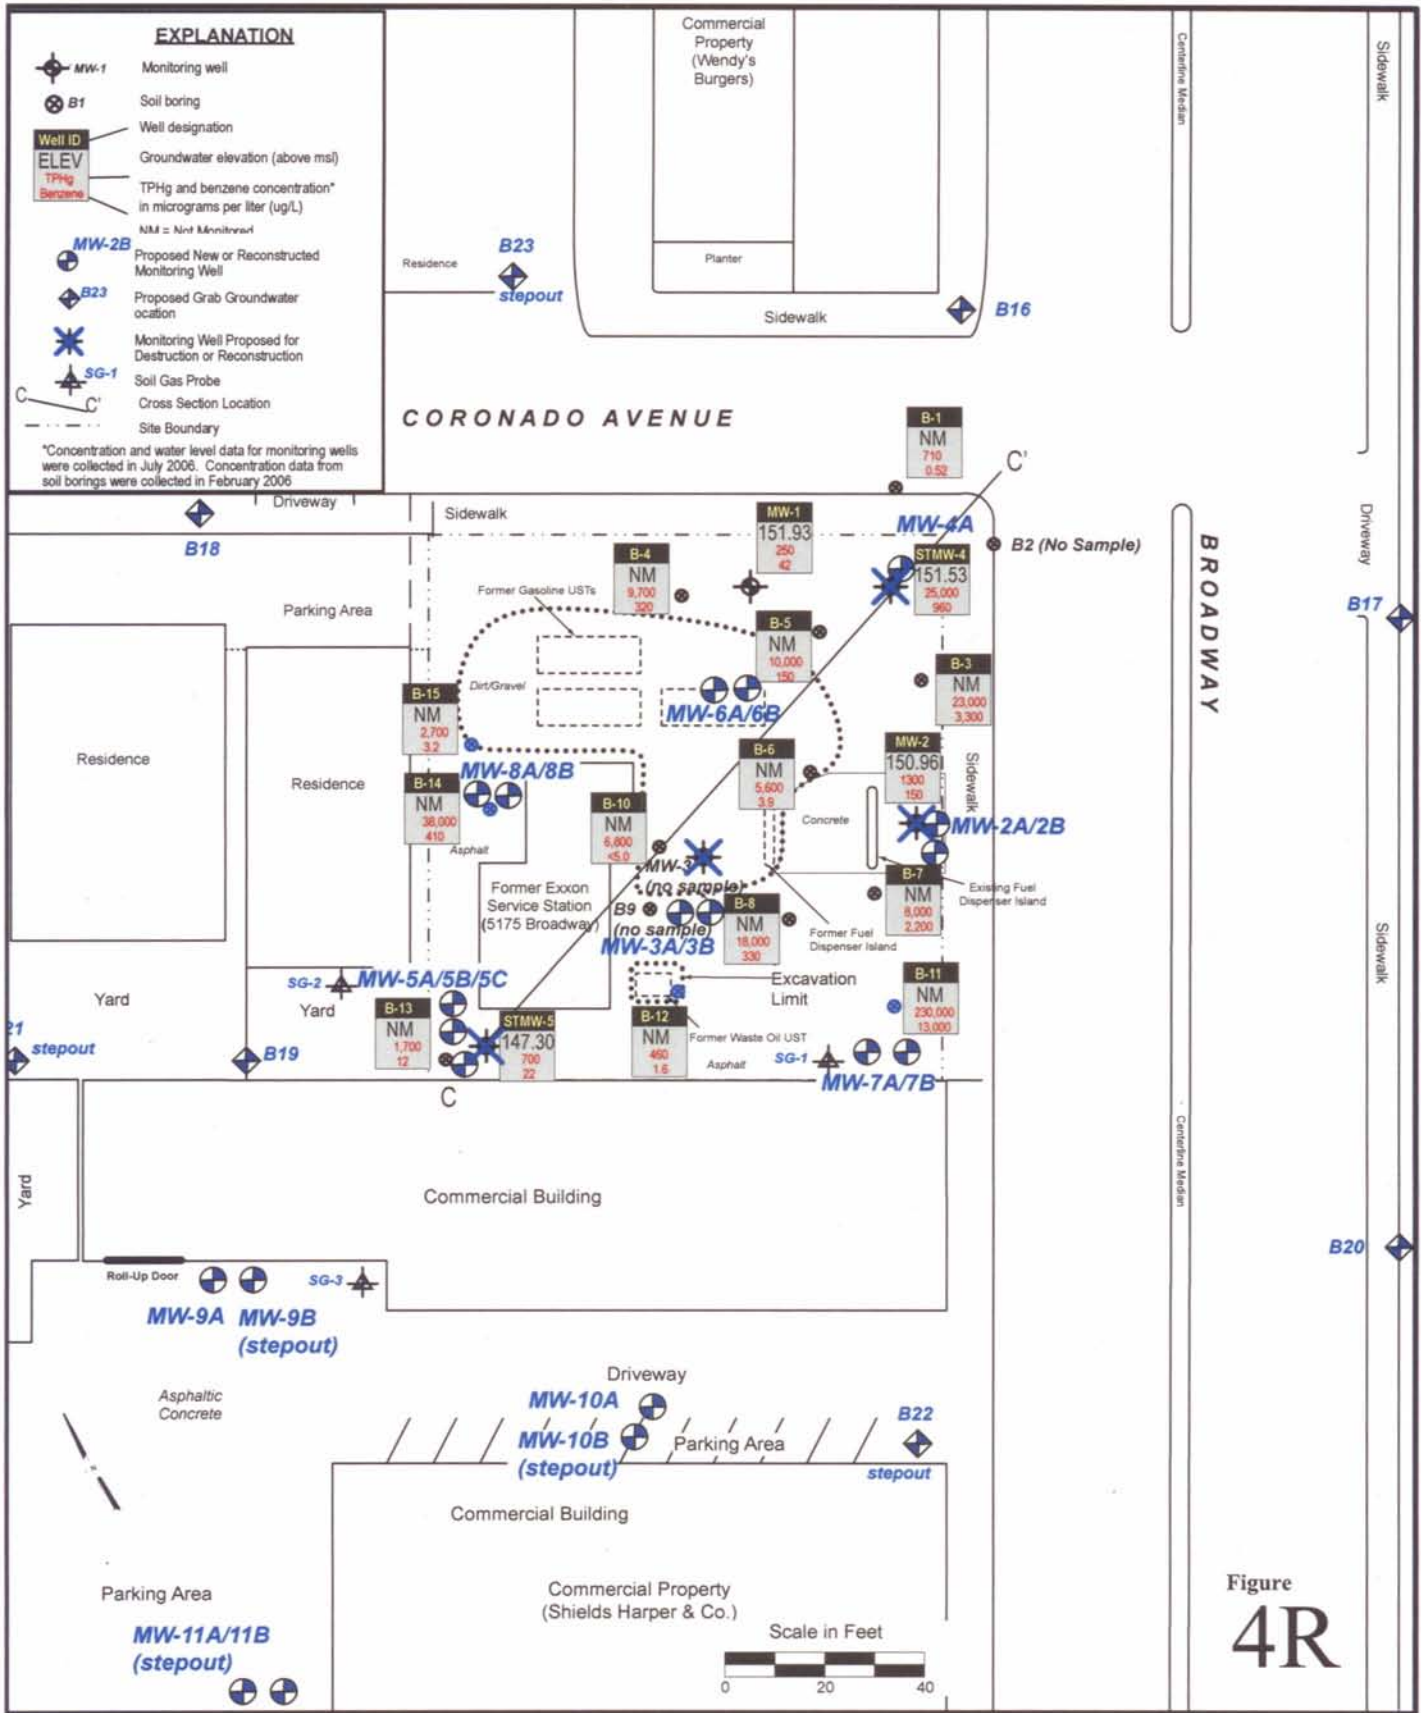 EXPLANATION
MW-1
Monitoring well
B1
Soil boring
Well ID
ELEV
TPHg
Benzene
Well designation
Groundwater elevation (above msl)
TPHg and benzene concentration*
in micrograms per liter (ug/L)
NM = Not Monitored
MW-2B
Proposed New or Reconstructed
Monitoring Well
B23
Proposed Grab Groundwater
ocation
Monitoring Well Proposed for
Destruction or Reconstruction
SG-1
Soil Gas Probe
C
C'
Cross Section Location
Site Boundary
*Concentration and water level data for monitoring wells
were collected in July 2006. Concentration data from
soil borings were collected in February 2006
Commercial
Property
(Wendy's
Burgers)
Centerline Median
Sidewalk
Residence
B23
stepout
Planter
Sidewalk
B16
CORONADO AVENUE
B-1
NM
710
0.52
C'
Driveway
B18
Sidewalk
MW-1
151.93
250
42
MW-4A
STMW-4
151.53
25,000
960
B2 (No Sample)
Driveway
BROADWAY
B17
B-4
NM
9,700
320
Former Gasoline USTs
Parking Area
B-5
NM
10,000
150
B-3
NM
23,000
3,300
B-15
NM
2,700
3.2
Dirt/Gravel
MW-6A/6B
Residence
Residence
MW-8A/8B
B-14
NM
38,000
410
Asphalt
B-6
NM
5,600
3.9
MW-2
150.96
1300
150
Sidewalk
Concrete
MW-2A/2B
B-10
NM
6,800
<5.0
MW-3
(no sample)
Former Exxon
Service Station
(5175 Broadway)
B9
(no sample)
MW-3A/3B
B-8
NM
18,000
330
B-7
NM
8,000
2,200
Existing Fuel
Dispenser Island
Former Fuel
Dispenser Island
Sidewalk
Excavation
Limit
B-11
NM
230,000
13,000
SG-2
MW-5A/5B/5C
Yard
Yard
B-13
NM
1,700
12
STMW-5
147.30
700
22
B-12
NM
460
1.6
Former Waste Oil UST
Asphalt
SG-1
MW-7A/7B
21
stepout
B19
C
Yard
Commercial Building
Centerline Median
B20
Roll-Up Door
SG-3
MW-9A
MW-9B
(stepout)
Asphaltic
Concrete
Driveway
MW-10A
MW-10B
(stepout)
Parking Area
B22
stepout
Commercial Building
Parking Area
Commercial Property
(Shields Harper & Co.)
MW-11A/11B
(stepout)
Scale in Feet
0
20
40
Figure
4R